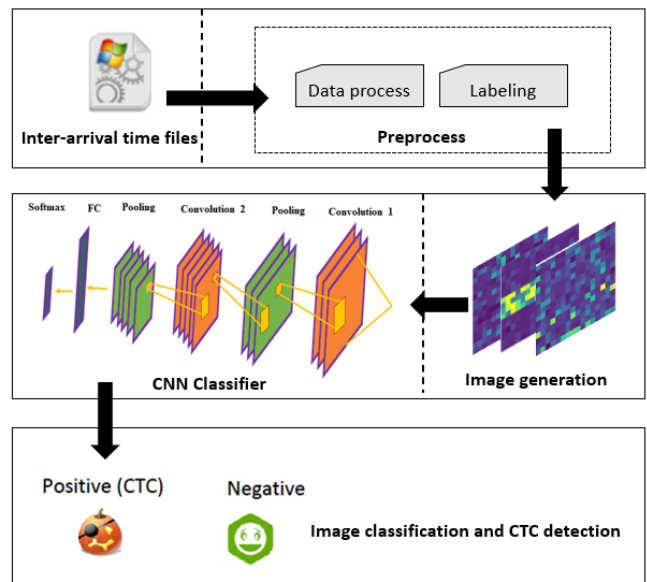 Data process
Labeling
Inter-arrival time files
Preprocess
Softmax
FC
Pooling
Convolution 2
Pooling
Convolution 1
CNN Classifier
Image generation
Positive (CTC)
Negative
Image classification and CTC detection